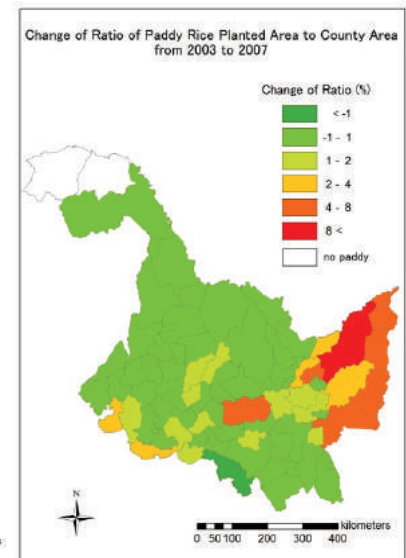 Change of Ratio of Paddy Rice Planted Area to County Area
from 2003 to 2007
Change of Ratio (%)
< -1
-1 - 1
1 - 2
2 - 4
4 - 8
8 <
no paddy
N
kilometers
0 50 100 200 300 400